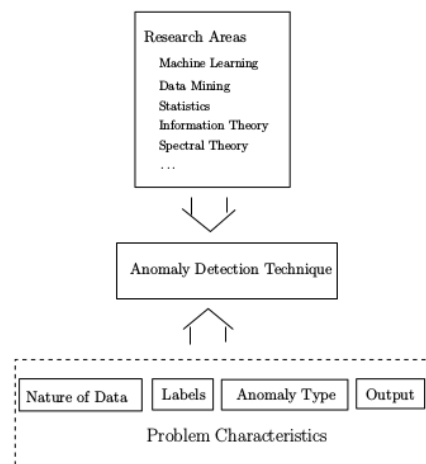 Research Areas
Machine Learning
Data Mining
Statistics
Information Theory
Spectral Theory
...
Anomaly Detection Technique
Nature of Data Labels Anomaly Type Output
Problem Characteristics